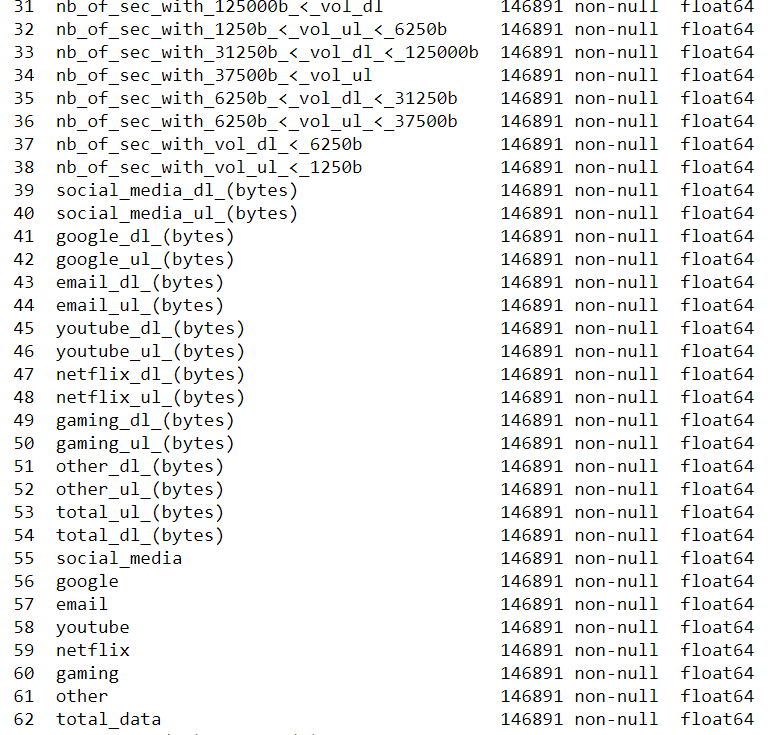 31 nb_of_sec_with_125000b_<_vol_dl 146891 non-null float64
32 nb_of_sec_with_1250b_<_vol_ul_<_6250b 146891 non-null float64
33 nb_of_sec_with_31250b_<_vol_dl_<_125000b 146891 non-null float64
34 nb_of_sec_with_37500b_<_vol_ul 146891 non-null float64
35 nb_of_sec_with_6250b_<_vol_dl_<_31250b 146891 non-null float64
36 nb_of_sec_with_6250b_<_vol_ul_<_37500b 146891 non-null float64
37 nb_of_sec_with_vol_dl_<_6250b 146891 non-null float64
38 nb_of_sec_with_vol_ul_<_1250b 146891 non-null float64
39 social_media_dl_(bytes) 146891 non-null float64
40 social_media_ul_(bytes) 146891 non-null float64
41 google_dl_(bytes) 146891 non-null float64
42 google_ul_(bytes) 146891 non-null float64
43 email_dl_(bytes) 146891 non-null float64
44 email_ul_(bytes) 146891 non-null float64
45 youtube_dl_(bytes) 146891 non-null float64
46 youtube_ul_(bytes) 146891 non-null float64
47 netflix_dl_(bytes) 146891 non-null float64
48 netflix_ul_(bytes) 146891 non-null float64
49 gaming_dl_(bytes) 146891 non-null float64
50 gaming_ul_(bytes) 146891 non-null float64
51 other_dl_(bytes) 146891 non-null float64
52 other_ul_(bytes) 146891 non-null float64
53 total_ul_(bytes) 146891 non-null float64
54 total_dl_(bytes) 146891 non-null float64
55 social_media 146891 non-null float64
56 google 146891 non-null float64
57 email 146891 non-null float64
58 youtube 146891 non-null float64
59 netflix 146891 non-null float64
60 gaming 146891 non-null float64
61 other 146891 non-null float64
62 total_data 146891 non-null float64